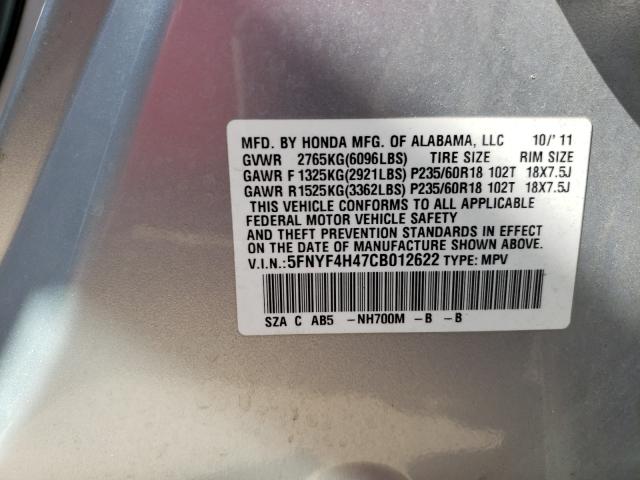 MFD. BY HONDA MFG. OF ALABAMA, LLC 10/'11
GVWR 2765KG(6096LBS) TIRE SIZE RIM SIZE
GAWR F 1325KG(2921LBS) P235/60R18 102T 18X7.5J
GAWR R 1525KG(3362LBS) P235/60R18 102T 18X7.5J
THIS VEHICLE CONFORMS TO ALL APPLICABLE
FEDERAL MOTOR VEHICLE SAFETY
AND THEFT PREVENTION STANDARDS IN EFFECT
ON THE DATE OF MANUFACTURE SHOWN ABOVE.
V.I.N.:5FNYF4H47CB012622 TYPE: MPV
SZA C AB5 -NH700M -B -B